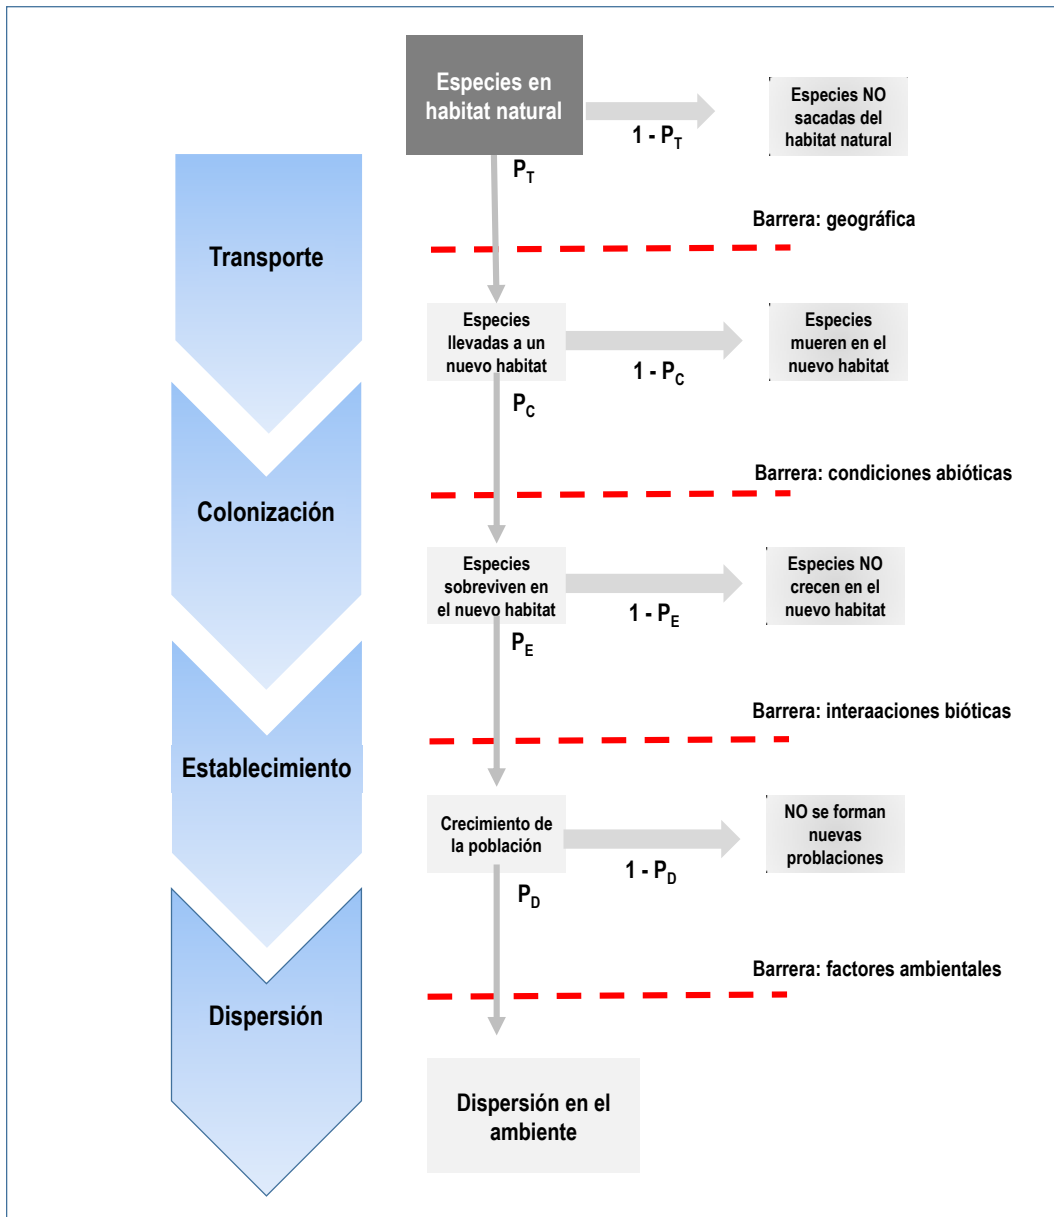 Especies en
habitat natural
Especies NO
sacadas del
habitat natural
1 - PT
PT
Barrera: geográfica
Transporte
Especies
llevadas a un
nuevo habitat
Especies
mueren en el
nuevo habitat
1 - PC
PC
Barrera: condiciones abióticas
Colonización
Especies
sobreviven en
el nuevo habitat
Especies NO
crecen en el
nuevo habitat
1 - PE
PE
Barrera: interaaciones bióticas
Establecimiento
Crecimiento de
la población
NO se forman
nuevas
problaciones
1 - PD
PD
Barrera: factores ambientales
Dispersión
Dispersión en el
ambiente